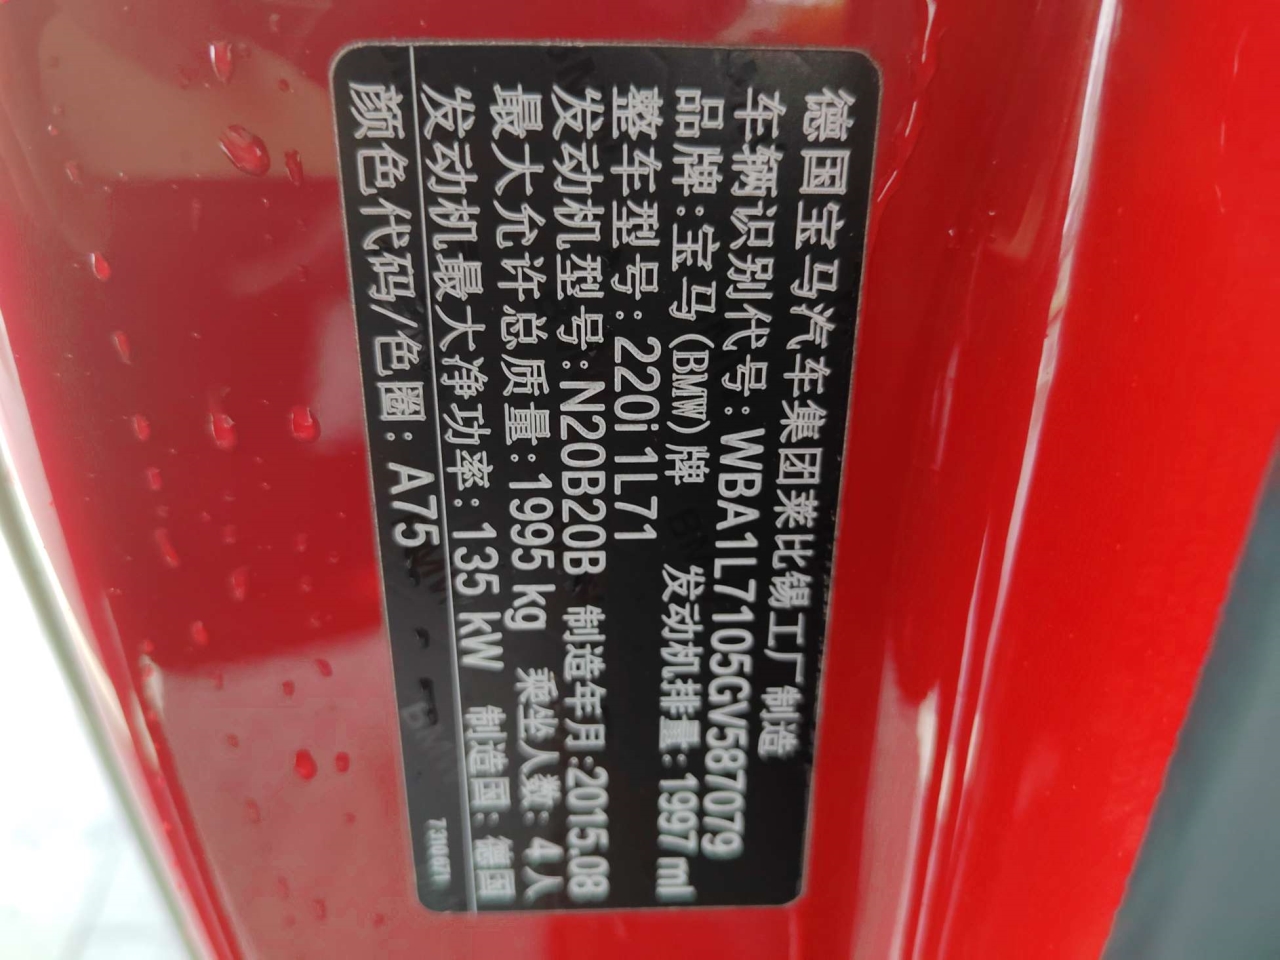 德国宝马汽车集团莱比锡工厂制造
车辆识别代号:WBA1L7105GV587079
品牌:宝马(BMW)牌 发动机排量:1997 ml
整车型号:220i 1L71
发动机型号:N20B20B 制造年月:2015.08
最大允许总质量:1995 kg 乘坐人数: 4人
发动机最大净功率:135 kW 制造国: 德国
颜色代码/色圈: A75